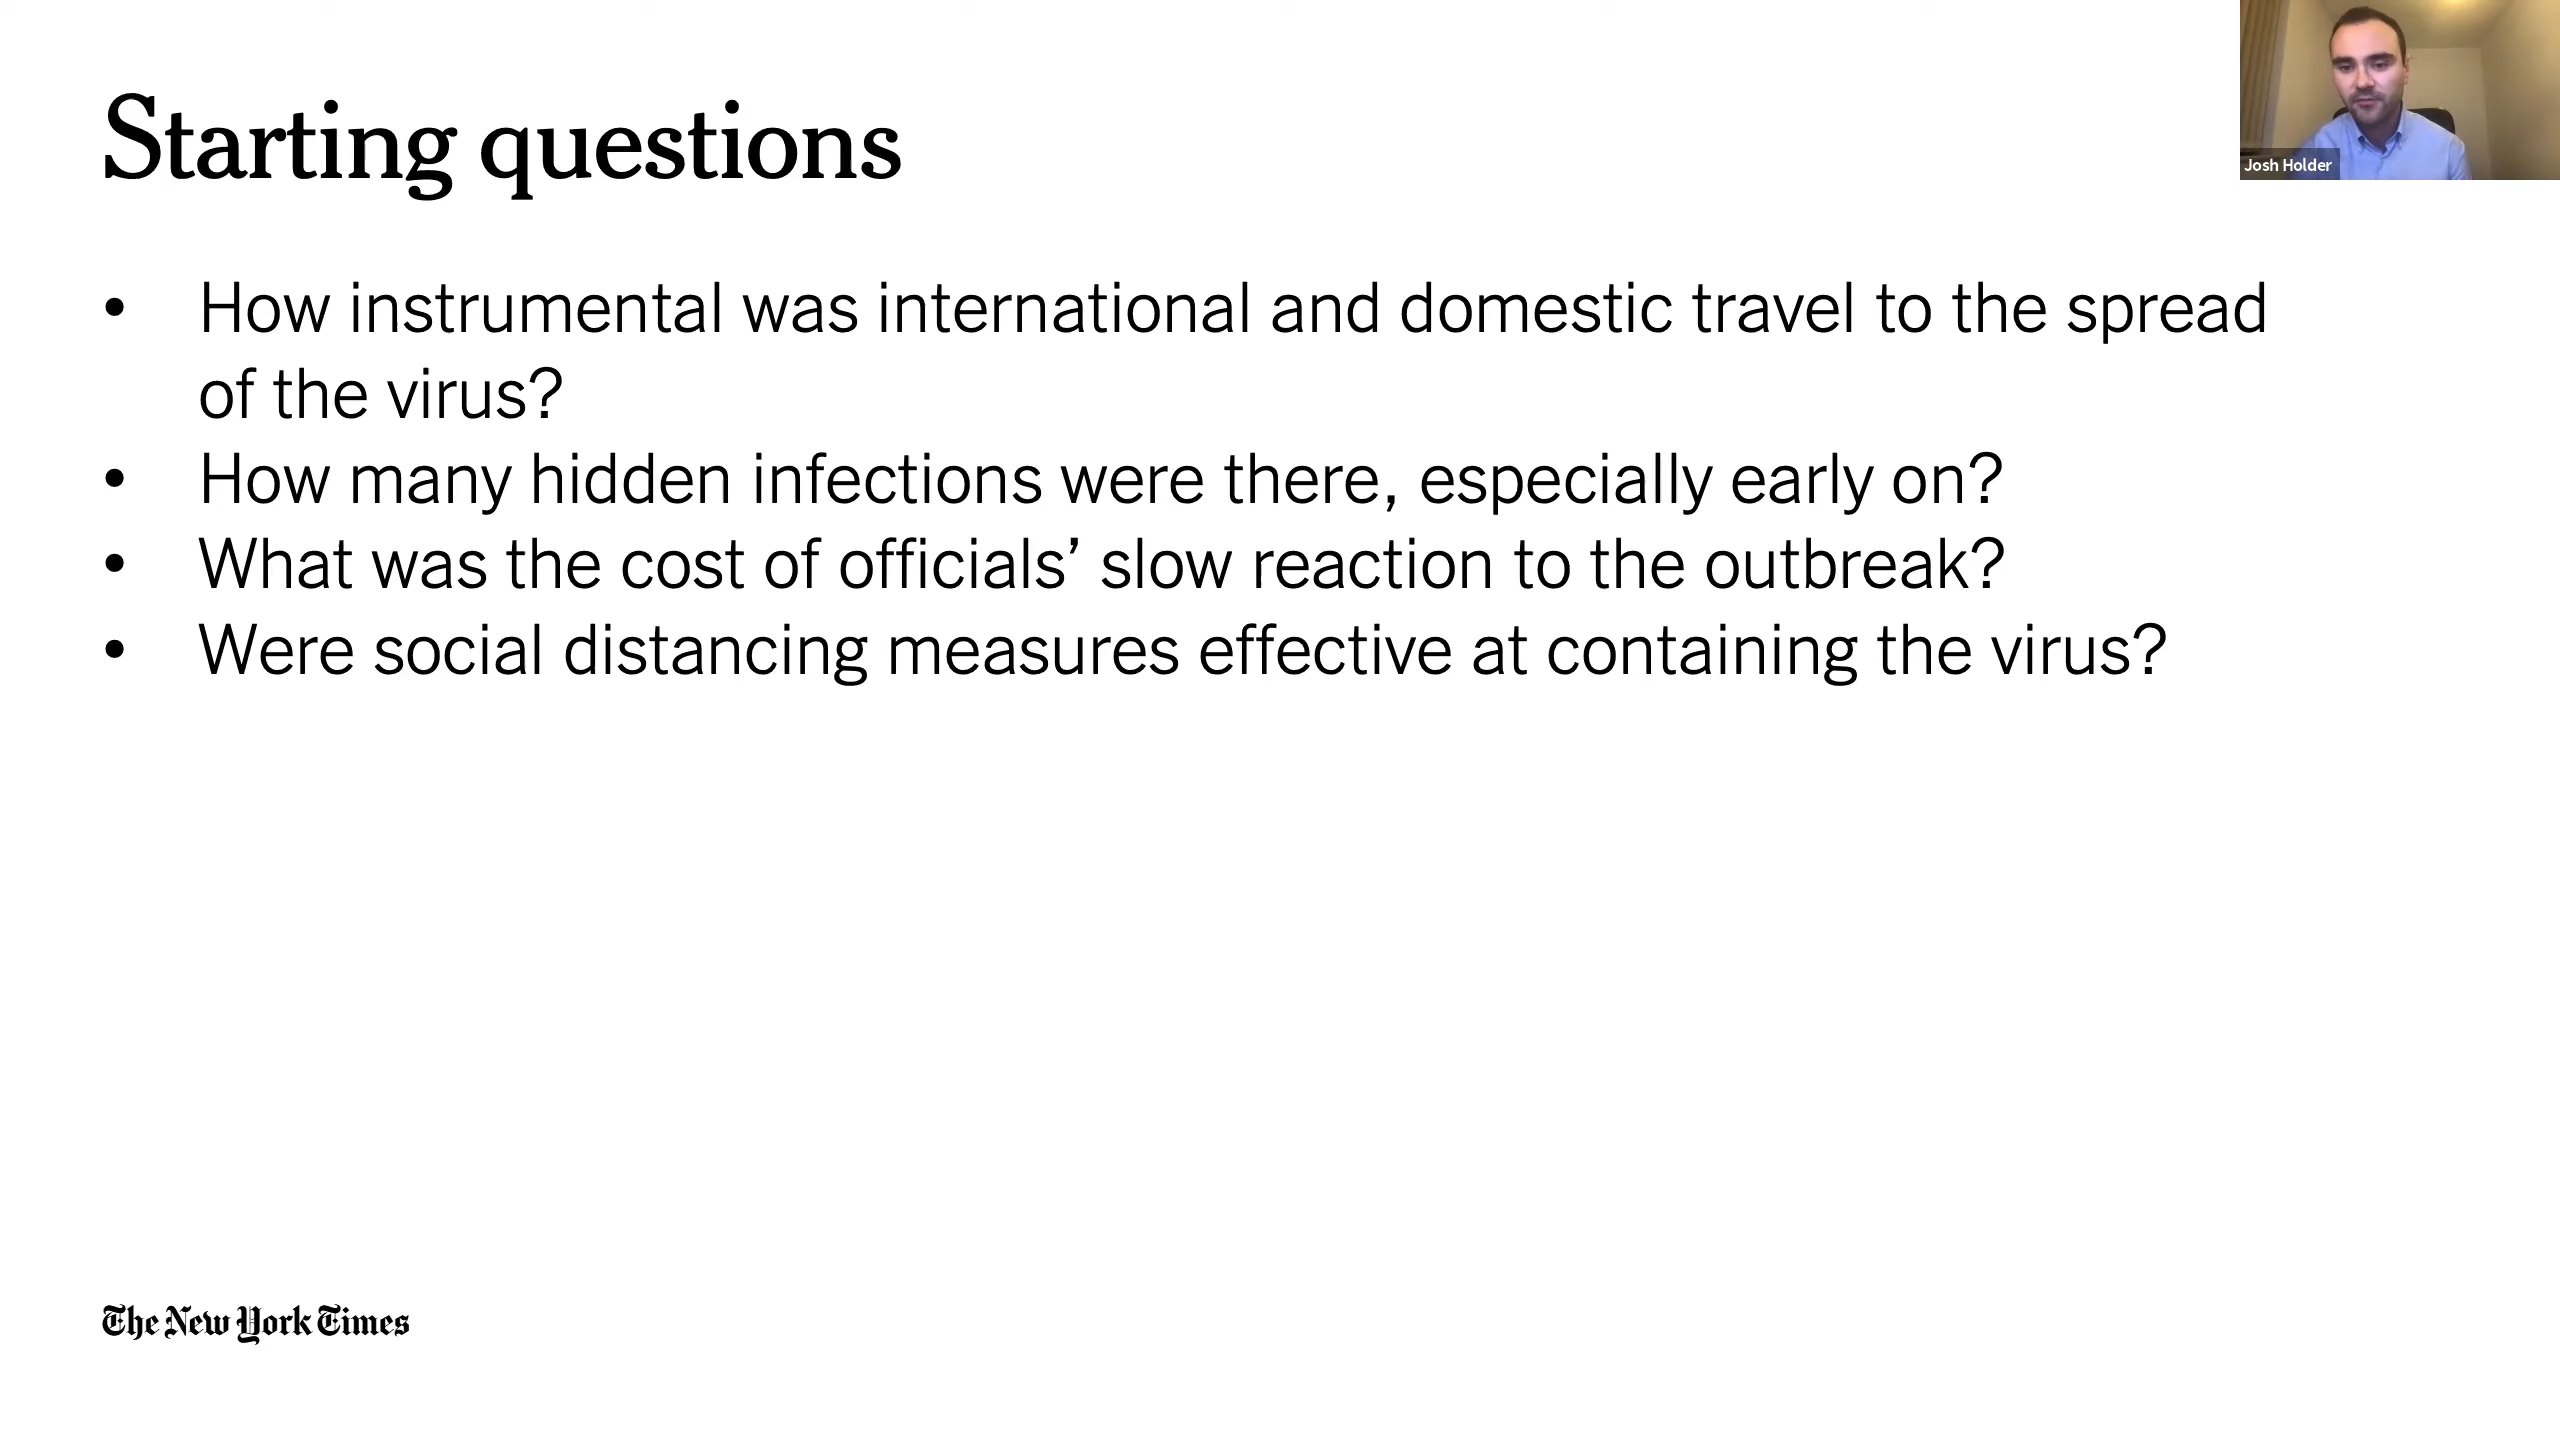 Starting questions
Josh Holder
• How instrumental was international and domestic travel to the spread
of the virus?
• How many hidden infections were there, especially early on?
• What was the cost of officials’ slow reaction to the outbreak?
• Were social distancing measures effective at containing the virus?
The New York Times